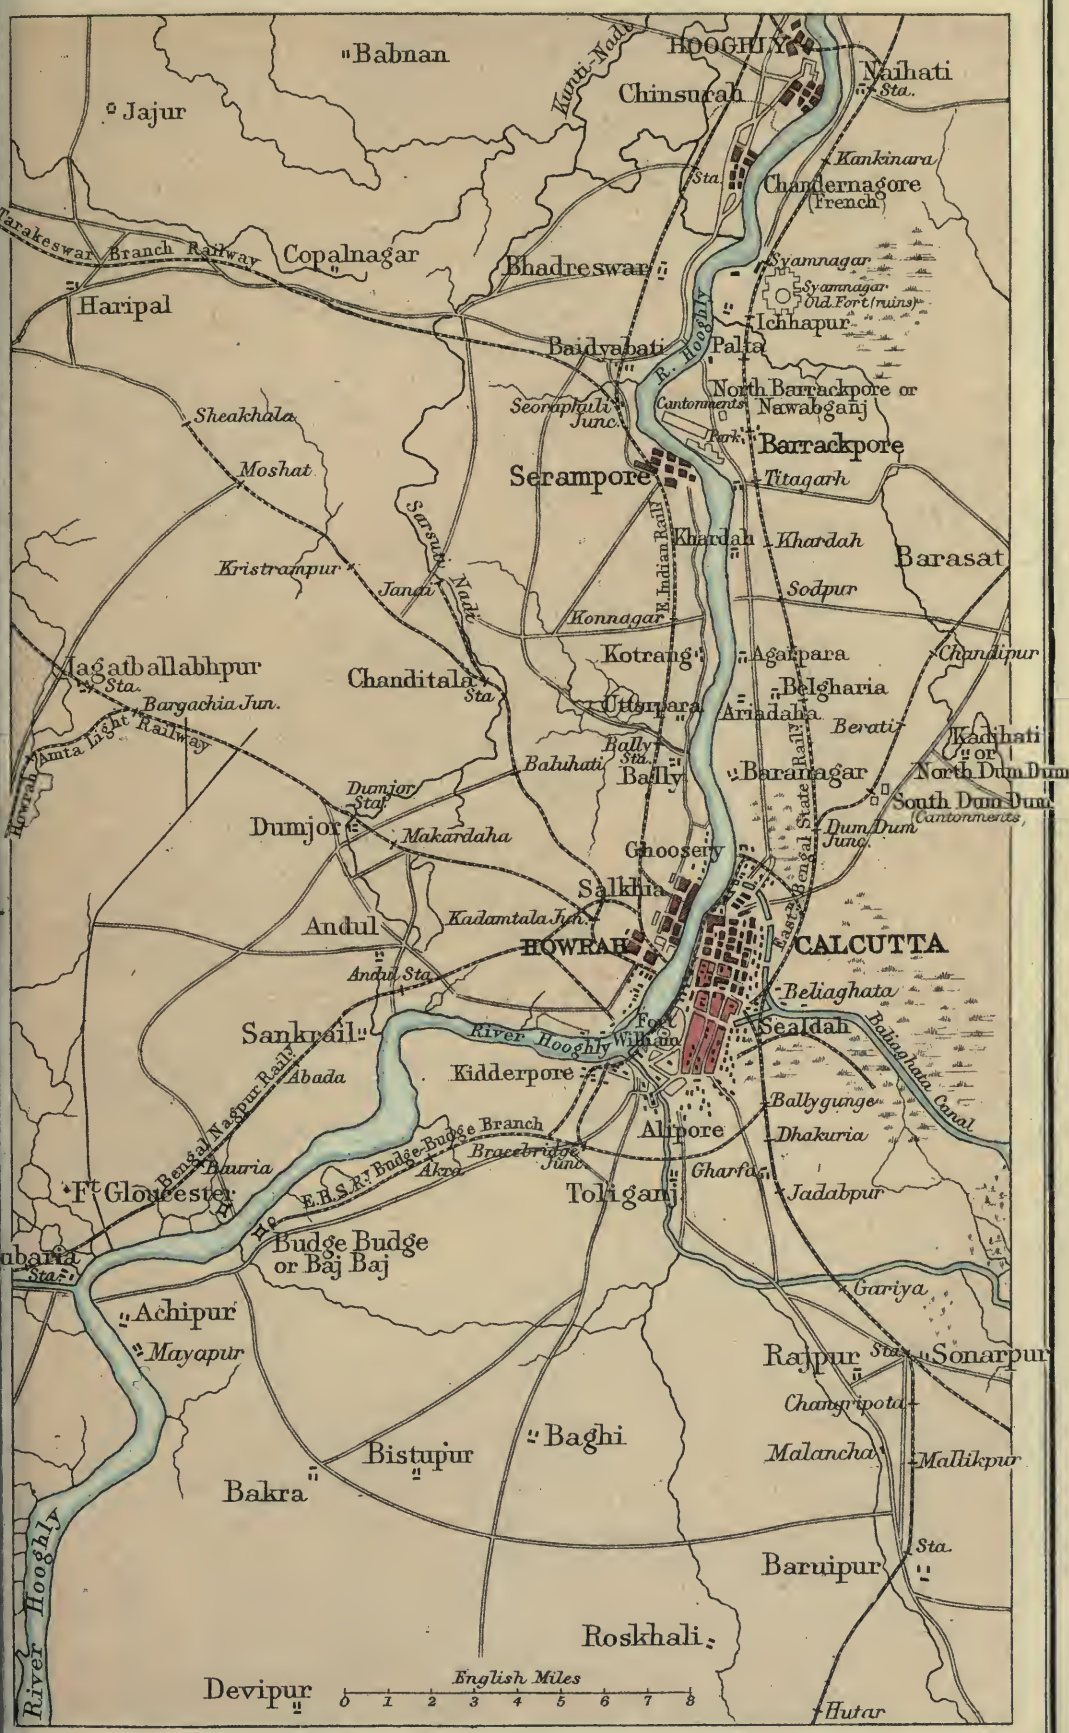 HOOGHLY
Babnan
Kunti-Nadi
Naihati
Sta.
Chinsurah
Jajur
Kankinara
Sta.
Chandernagore
(French)
Tarakeswar Branch Railway
Copalnagar
Bhadreswar
Syamnagar
Syamnagar
Old Fort (ruins)
Haripal
R. Hooghly
Ichhapur
Baidyabati
Palta
North Barrackpore or
Nawabganj
Cantonments
Seoraphuli
Junc.
Sheakhala
Park
Barrackpore
Moshat
Serampore
Titagarh
Sarsuti Nadi
E. Indian Rail.
Khardah
Khardah
Barasat
Kristrampur
Janai
Sodpur
Konnagar
Kotrang
Agarpara
Chandipur
Jagatballabhpur
Sta.
Chanditala
Sta
Belgharia
Bargachia Jun.
Uttarpara
Ariadaha
Berati
Amta Light Railway
Howrah
Kadihati
or
North Dum Dum
Bally
Sta.
Bally
Baluhati
Baranagar
South Dum Dum
(Cantonments)
Dumjor
Sta.
Dumjor
Makardaha
Dum Dum
Junc.
Eastn. Bengal State Rail.
Ghoosery
Salkhia
Andul
Kadamtala Jun.
HOWRAH
CALCUTTA
Andul Sta.
Beliaghata
Sankrail
River Hooghly
Fort
William
Sealdah
Baliaghata Canal
Kidderpore
Abada
Bengal Nagpur Rail.
Ballygunge
E.B.S.R. Budge-Budge Branch
Alipore
Dhakuria
Bracebridge
Junc.
Akra
Bauria
Ft. Gloucester
Toliganj
Gharfa
Jadabpur
Budge Budge
or Baj Baj
ubaria
Sta.
Gariya
Achipur
Mayapur
Rajpur
Sta.
Sonarpur
Changripota
Baghi
Bistupur
Malancha
Mallikpur
Bakra
River Hooghly
Sta.
Baruipur
Roskhali
English Miles
Devipur
0 1 2 3 4 5 6 7 8
Hutar